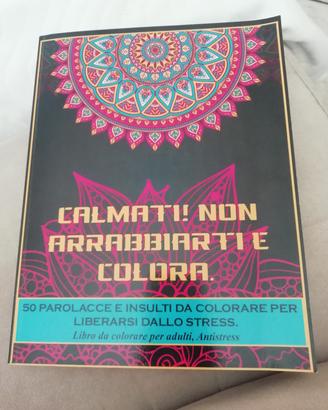 CALMATI! NON
ARRABBIARTI E
COLORA.
50 PAROLACCE E INSULTI DA COLORARE PER
LIBERARSI DALLO STRESS.
Libro da colorare per adulti, Antistress